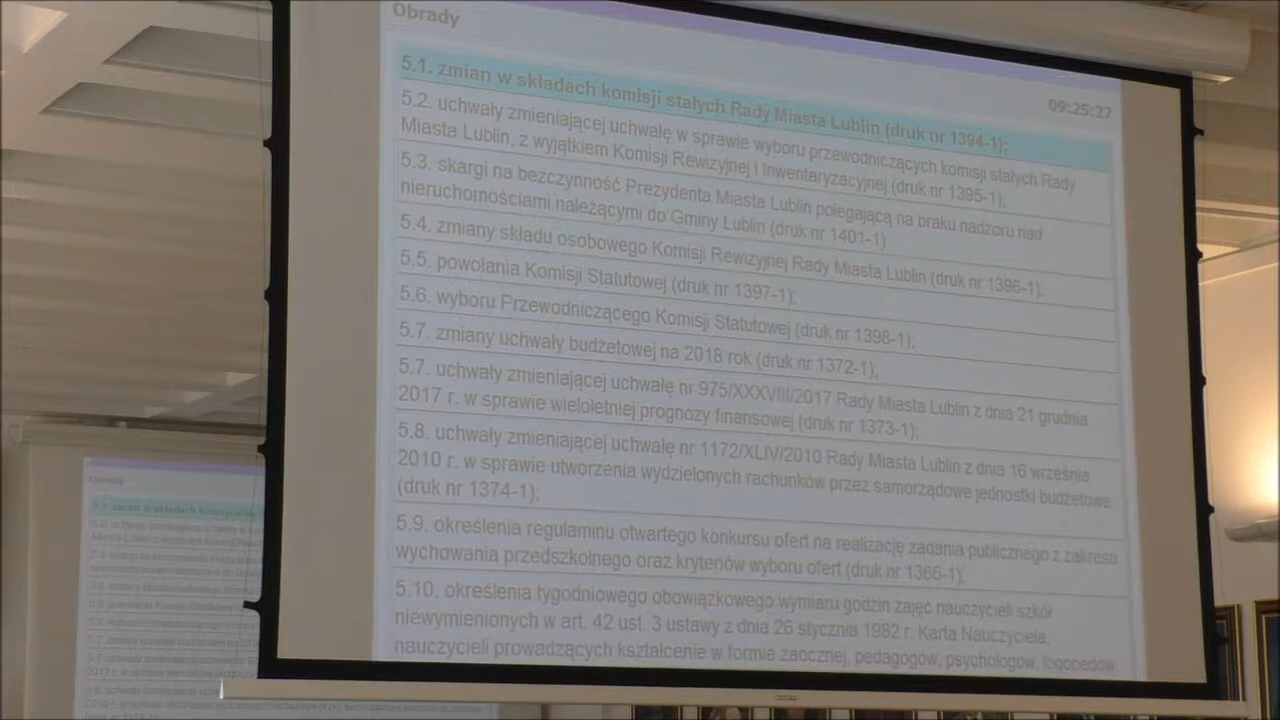 Obrady
09:25:27
5.1. zmian w składach komisji stałych Rady Miasta Lublin (druk nr 1394-1);
5.2. uchwały zmieniającej uchwałę w sprawie wyboru przewodniczących komisji stałych Rady
Miasta Lublin, z wyjątkiem Komisji Rewizyjnej i Inwentaryzacyjnej (druk nr 1395-1);
5.3. skargi na bezczynność Prezydenta Miasta Lublin polegającą na braku nadzoru nad
nieruchomościami należącymi do Gminy Lublin (druk nr 1401-1)
5.4. zmiany składu osobowego Komisji Rewizyjnej Rady Miasta Lublin (druk nr 1396-1);
5.5. powołania Komisji Statutowej (druk nr 1397-1);
5.6. wyboru Przewodniczącego Komisji Statutowej (druk nr 1398-1);
5.7. zmiany uchwały budżetowej na 2018 rok (druk nr 1372-1);
5.7. uchwały zmieniającej uchwałę nr 975/XXXVIII/2017 Rady Miasta Lublin z dnia 21 grudnia
2017 r. w sprawie wieloletniej prognozy finansowej (druk nr 1373-1);
5.8. uchwały zmieniającej uchwałę nr 1172/XLIV/2010 Rady Miasta Lublin z dnia 16 września
2010 r. w sprawie utworzenia wydzielonych rachunków przez samorządowe jednostki budżetowe
(druk nr 1374-1);
5.9. określenia regulaminu otwartego konkursu ofert na realizację zadania publicznego z zakresu
wychowania przedszkolnego oraz kryteriów wyboru ofert (druk nr 1366-1);
5.10. określenia tygodniowego obowiązkowego wymiaru godzin zajęć nauczycieli szkół
niewymienionych w art. 42 ust. 3 ustawy z dnia 26 stycznia 1982 r. Karta Nauczyciela,
nauczycieli prowadzących kształcenie w formie zaocznej, pedagogów, psychologów, logopedów
Obrady